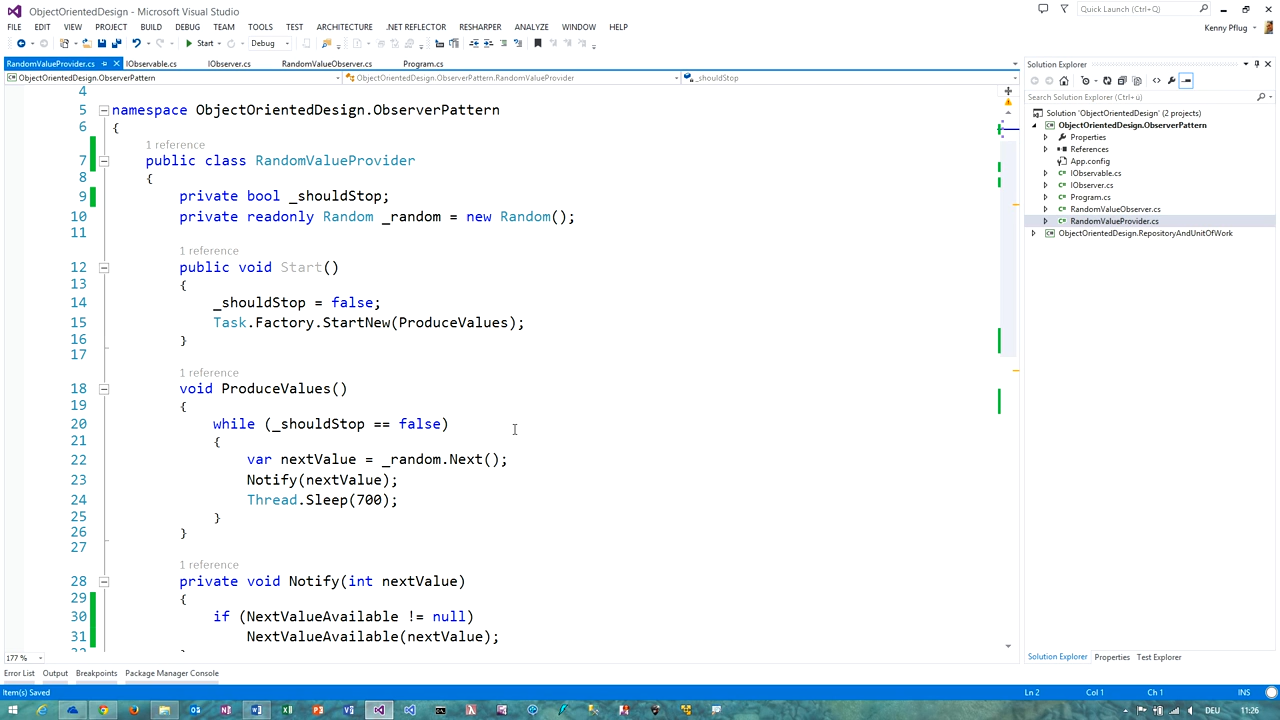 ObjectOrientedDesign - Microsoft Visual Studio
Quick Launch (Ctrl+Q)
FILE EDIT VIEW PROJECT BUILD DEBUG TEAM TOOLS TEST ARCHITECTURE .NET REFLECTOR RESHARPER ANALYZE WINDOW HELP
Kenny Pflug
Start
Debug
RandomValueProvider.cs IObservable.cs IObserver.cs RandomValueObserver.cs Program.cs
ObjectOrientedDesign.ObserverPattern ObjectOrientedDesign.ObserverPattern.RandomValueProvider _shouldStop
4
5 namespace ObjectOrientedDesign.ObserverPattern
6 {
1 reference
7 public class RandomValueProvider
8 {
9 private bool _shouldStop;
10 private readonly Random _random = new Random();
11
1 reference
12 public void Start()
13 {
14 _shouldStop = false;
15 Task.Factory.StartNew(ProduceValues);
16 }
17
1 reference
18 void ProduceValues()
19 {
20 while (_shouldStop == false)
21 {
22 var nextValue = _random.Next();
23 Notify(nextValue);
24 Thread.Sleep(700);
25 }
26 }
27
1 reference
28 private void Notify(int nextValue)
29 {
30 if (NextValueAvailable != null)
31 NextValueAvailable(nextValue);
177 %
Solution Explorer
Search Solution Explorer (Ctrl+ü)
Solution 'ObjectOrientedDesign' (2 projects)
ObjectOrientedDesign.ObserverPattern
Properties
References
App.config
IObservable.cs
IObserver.cs
Program.cs
RandomValueObserver.cs
RandomValueProvider.cs
ObjectOrientedDesign.RepositoryAndUnitOfWork
Solution Explorer Properties Test Explorer
Error List Output Breakpoints Package Manager Console
Item(s) Saved Ln 2 Col 1 Ch 1 INS
DEU 11:26